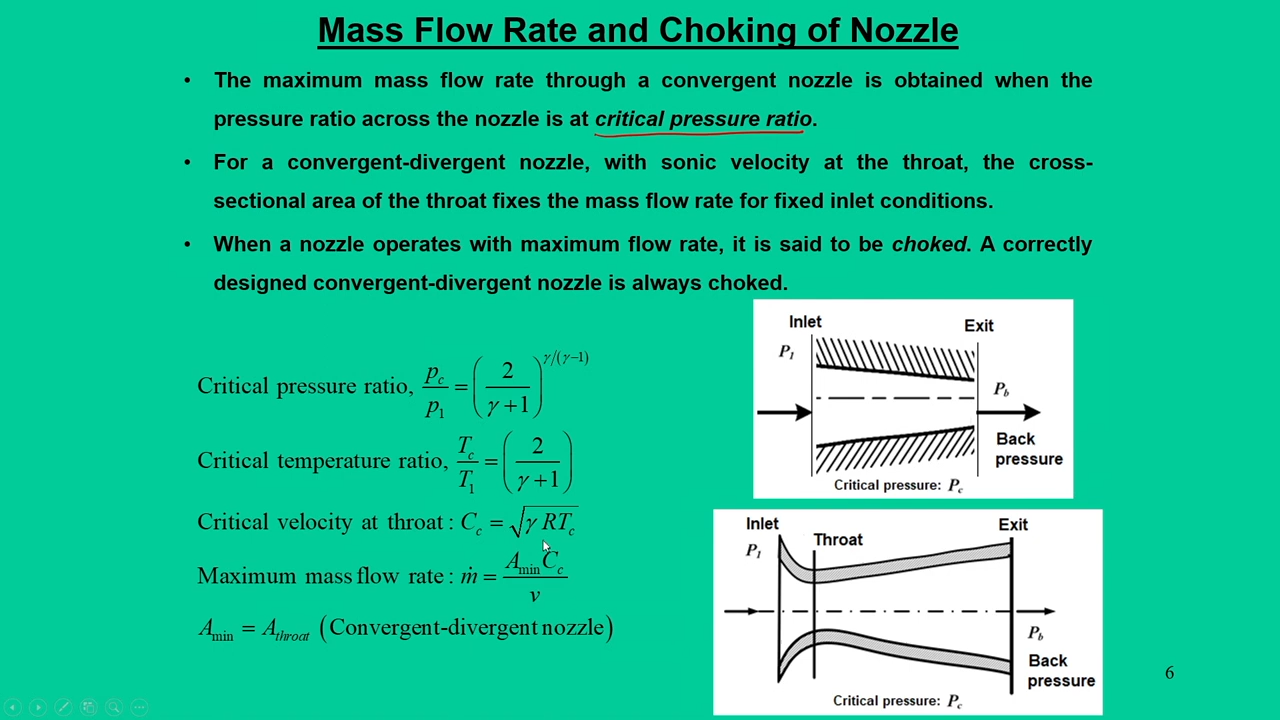 Mass Flow Rate and Choking of Nozzle
• The maximum mass flow rate through a convergent nozzle is obtained when the
pressure ratio across the nozzle is at critical pressure ratio.
• For a convergent-divergent nozzle, with sonic velocity at the throat, the cross-
sectional area of the throat fixes the mass flow rate for fixed inlet conditions.
• When a nozzle operates with maximum flow rate, it is said to be choked. A correctly
designed convergent-divergent nozzle is always choked.
Critical pressure ratio, p_c/p_1 = (2/(γ+1))^(γ/(γ−1))
Critical temperature ratio, T_c/T_1 = (2/(γ+1))
Critical velocity at throat : C_c = √(γ RT_c)
Maximum mass flow rate : ṁ = A_min C_c / v
A_min = A_throat (Convergent-divergent nozzle)
Inlet
Exit
P_1
P_b
Back
pressure
Critical pressure: P_c
Inlet
Exit
Throat
P_1
P_b
Back
pressure
Critical pressure: P_c
6